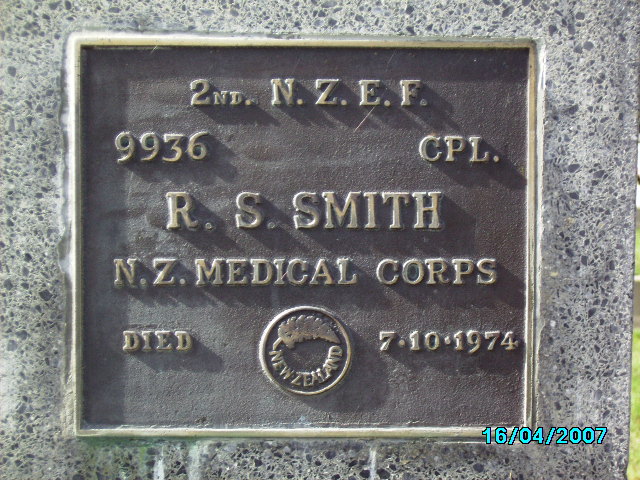 2ND. N. Z. E. F.
9936 CPL.
R. S. SMITH
N. Z. MEDICAL CORPS
DIED 7·10·1974
NEW ZEALAND
16/04/2007